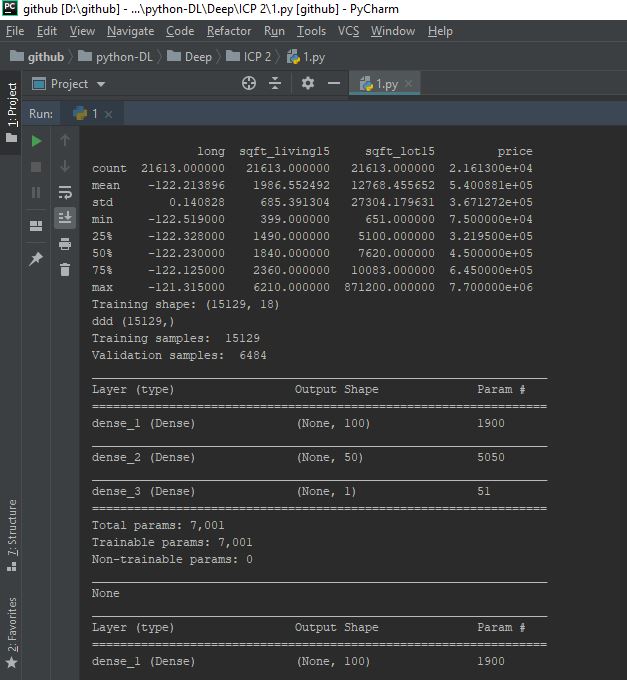 github [D:\github] - ...\python-DL\Deep\ICP 2\1.py [github] - PyCharm
File Edit View Navigate Code Refactor Run Tools VCS Window Help
github python-DL Deep ICP 2 1.py
1: Project
Project
1.py
Run: 1
long sqft_living15 sqft_lot15 price
count 21613.000000 21613.000000 21613.000000 2.161300e+04
mean -122.213896 1986.552492 12768.455652 5.400881e+05
std 0.140828 685.391304 27304.179631 3.671272e+05
min -122.519000 399.000000 651.000000 7.500000e+04
25% -122.328000 1490.000000 5100.000000 3.219500e+05
50% -122.230000 1840.000000 7620.000000 4.500000e+05
75% -122.125000 2360.000000 10083.000000 6.450000e+05
max -121.315000 6210.000000 871200.000000 7.700000e+06
Training shape: (15129, 18)
ddd (15129,)
Training samples: 15129
Validation samples: 6484
Layer (type) Output Shape Param #
dense_1 (Dense) (None, 100) 1900
dense_2 (Dense) (None, 50) 5050
dense_3 (Dense) (None, 1) 51
Total params: 7,001
Trainable params: 7,001
Non-trainable params: 0
None
Layer (type) Output Shape Param #
dense_1 (Dense) (None, 100) 1900
7: Structure
2: Favorites